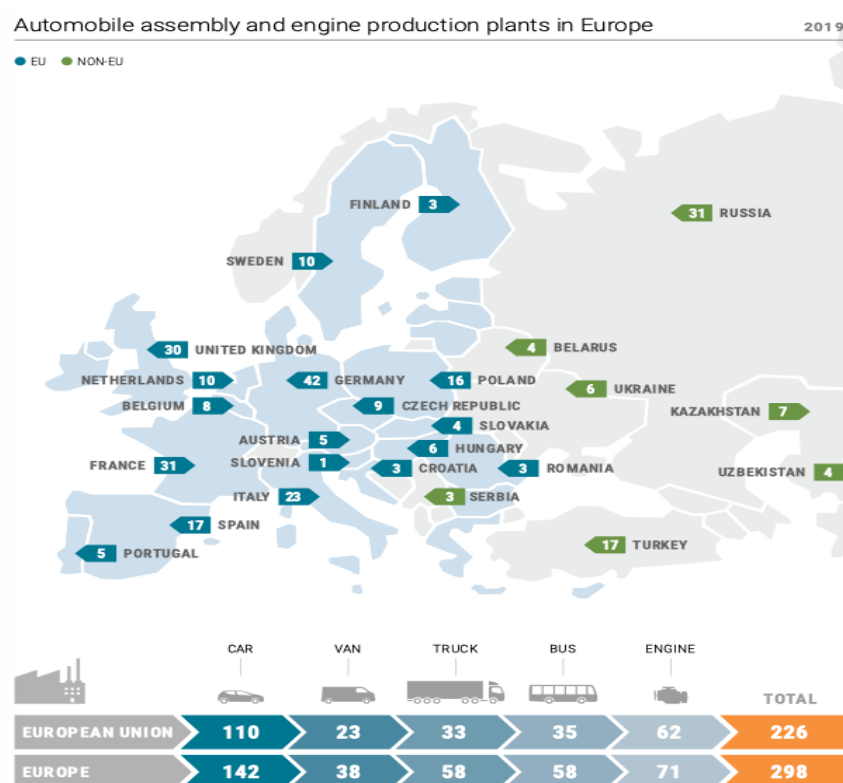 Automobile assembly and engine production plants in Europe 2019
EU NON-EU
FINLAND 3
31 RUSSIA
SWEDEN 10
4 BELARUS
30 UNITED KINGDOM
NETHERLANDS 10
42 GERMANY
16 POLAND
6 UKRAINE
BELGIUM 8
9 CZECH REPUBLIC
KAZAKHSTAN 7
4 SLOVAKIA
AUSTRIA 5
6 HUNGARY
FRANCE 31
SLOVENIA 1
3 CROATIA
3 ROMANIA
UZBEKISTAN 4
ITALY 23
3 SERBIA
17 SPAIN
17 TURKEY
5 PORTUGAL
CAR VAN TRUCK BUS ENGINE
TOTAL
EUROPEAN UNION 110 23 33 35 62 226
EUROPE 142 38 58 58 71 298